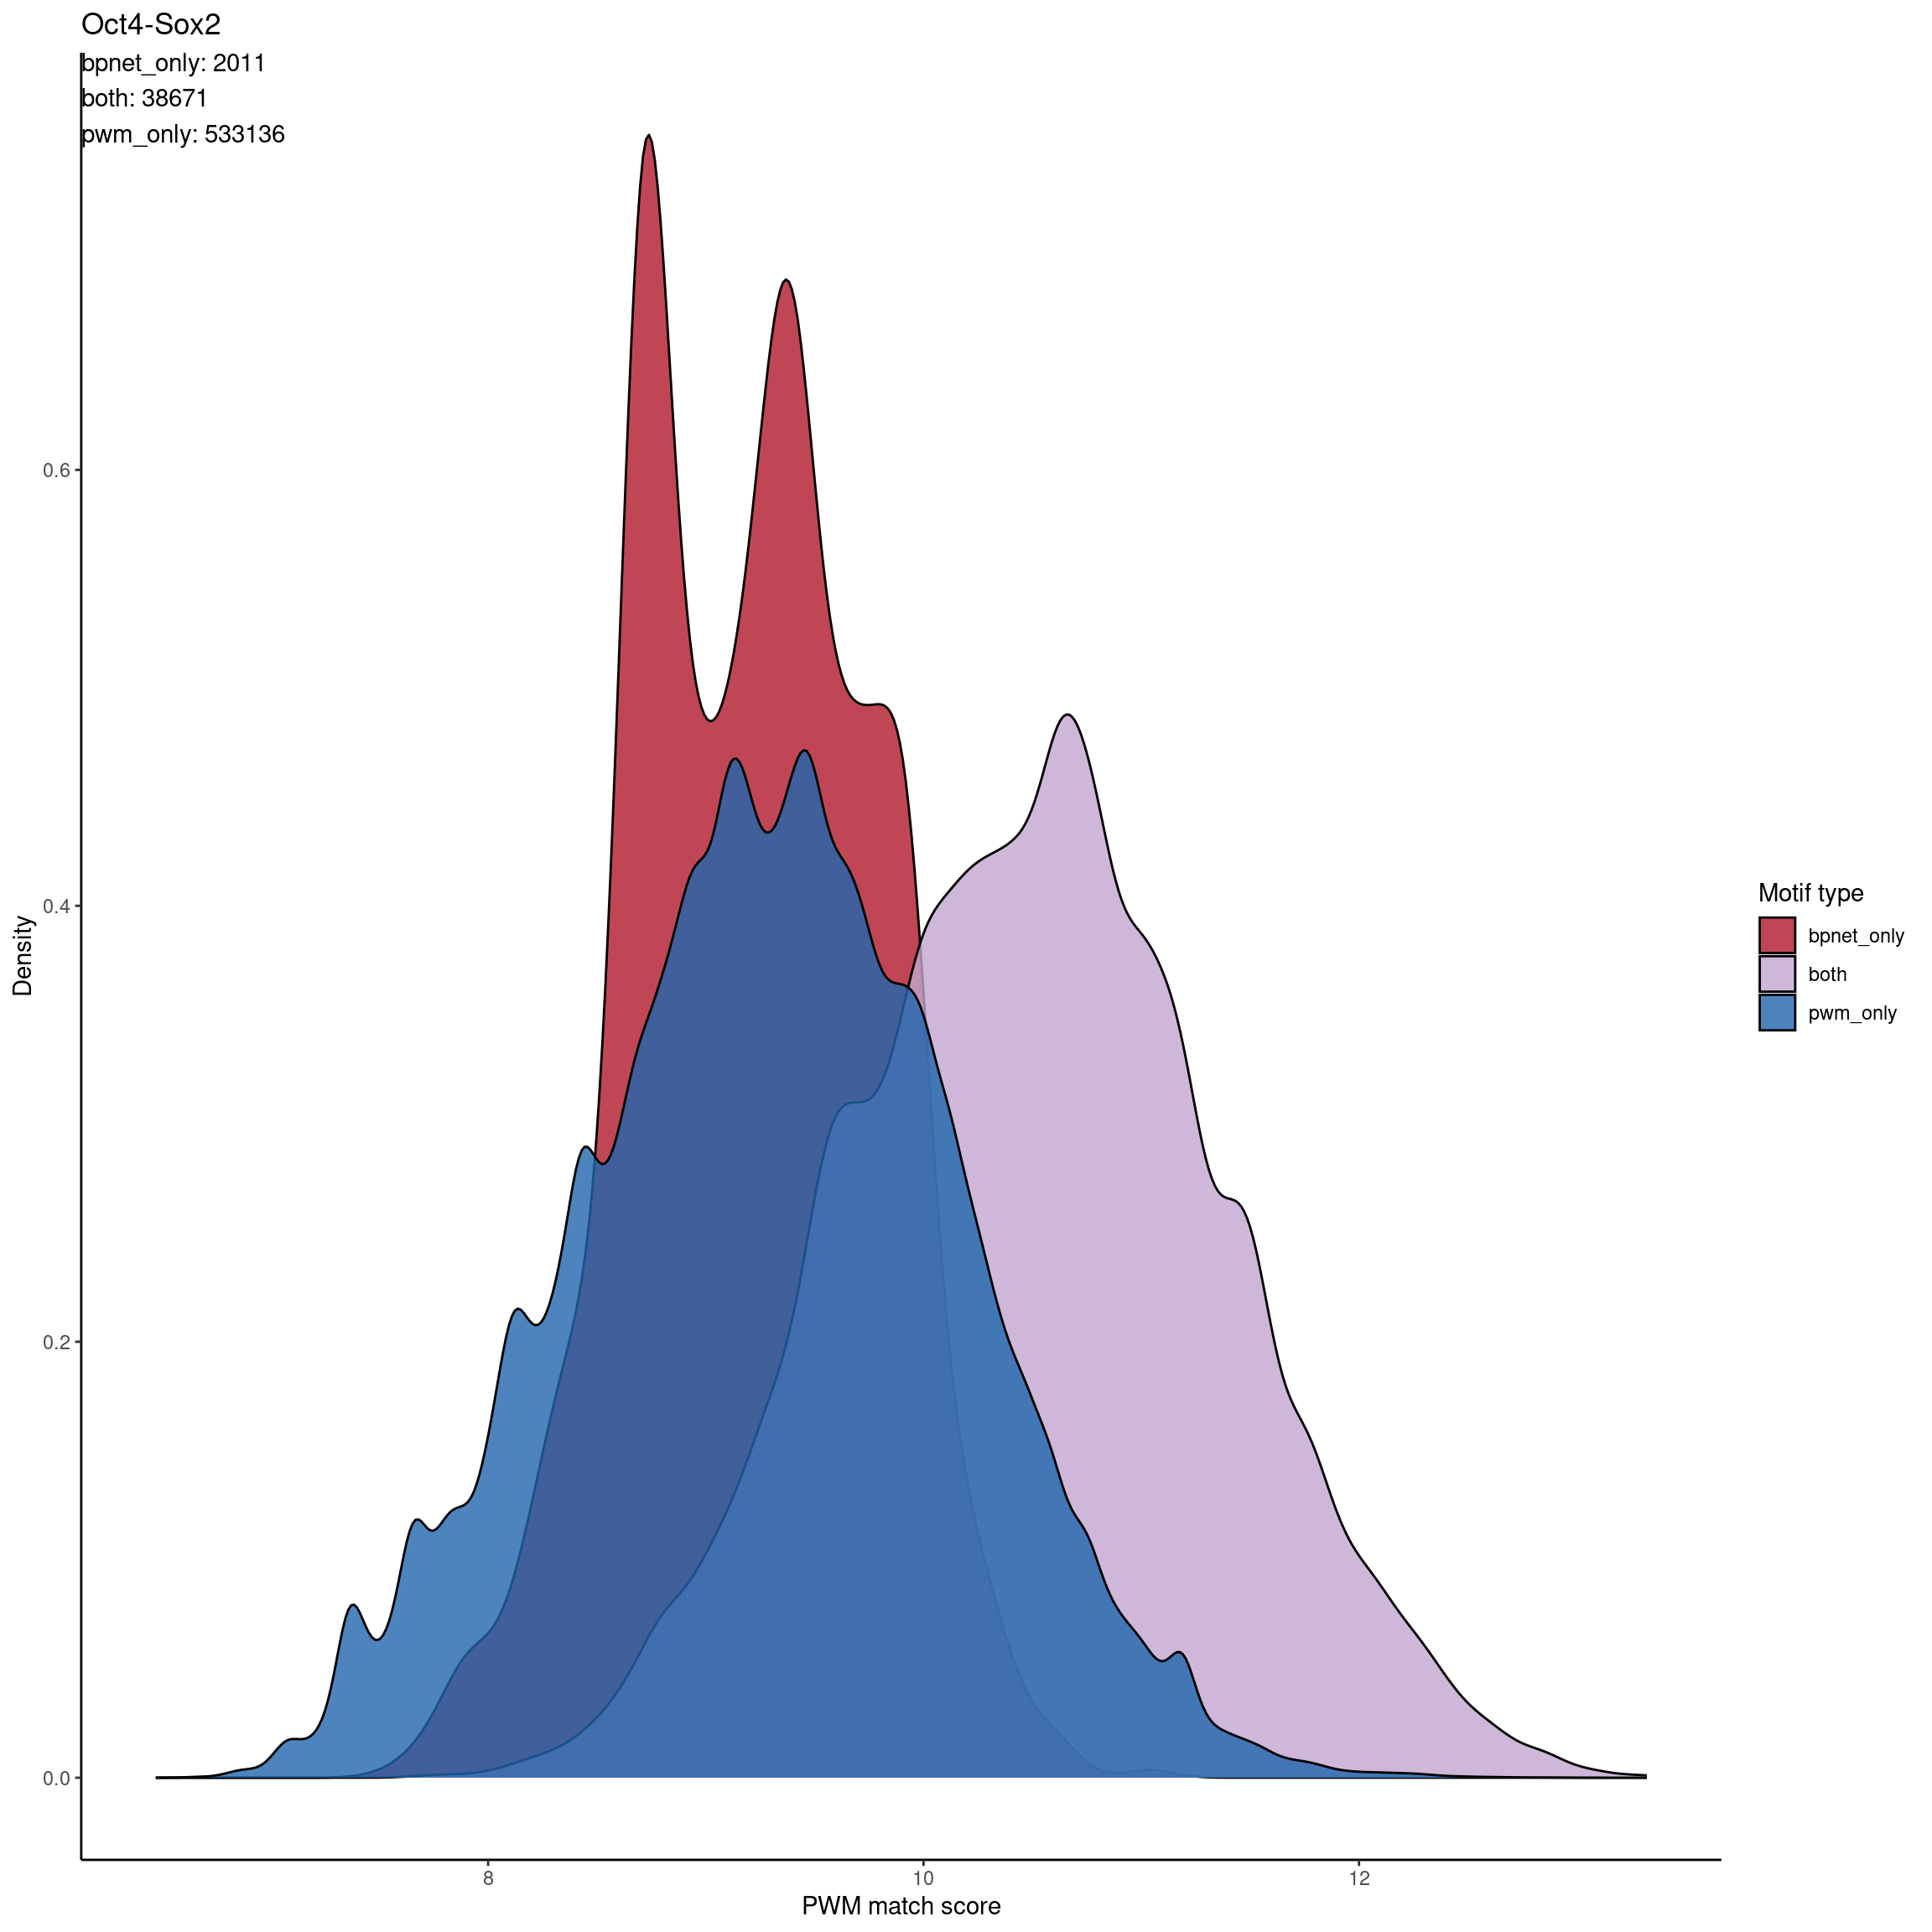 Oct4-Sox2
bpnet_only: 2011
both: 38671
pwm_only: 533136
0.6
0.4
0.2
0.0
Density
8
10
12
PWM match score
Motif type
bpnet_only
both
pwm_only